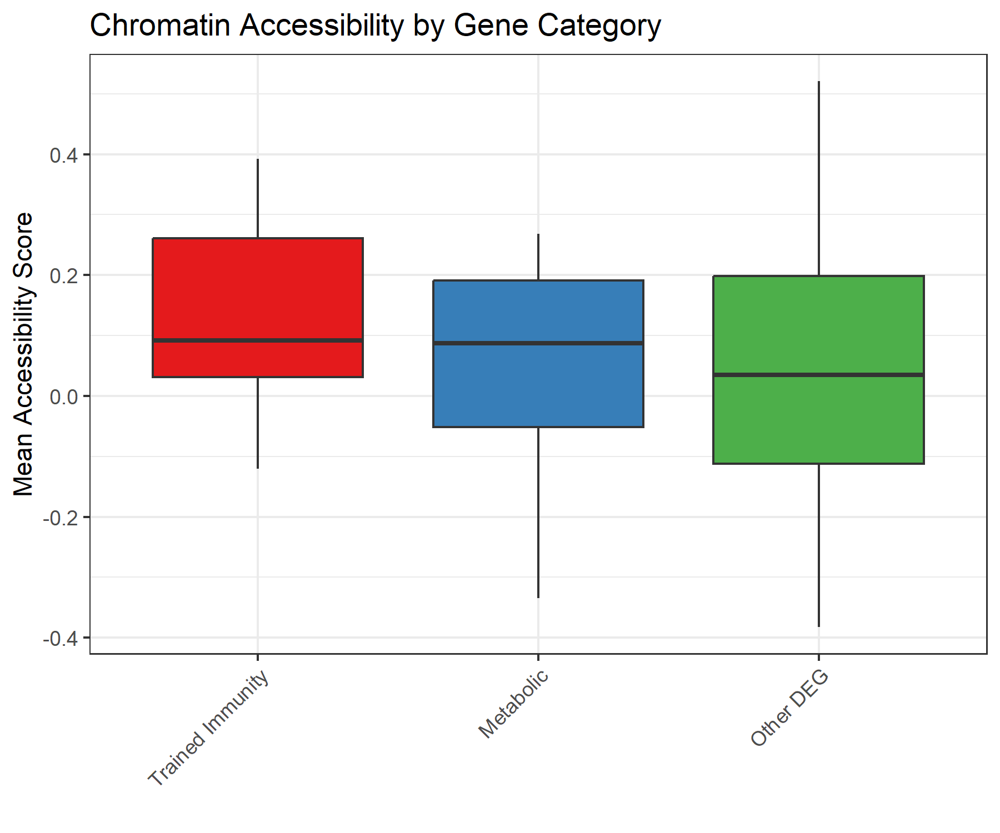 Chromatin Accessibility by Gene Category
Mean Accessibility Score
0.4
0.2
0.0
-0.2
-0.4
Trained Immunity
Metabolic
Other DEG